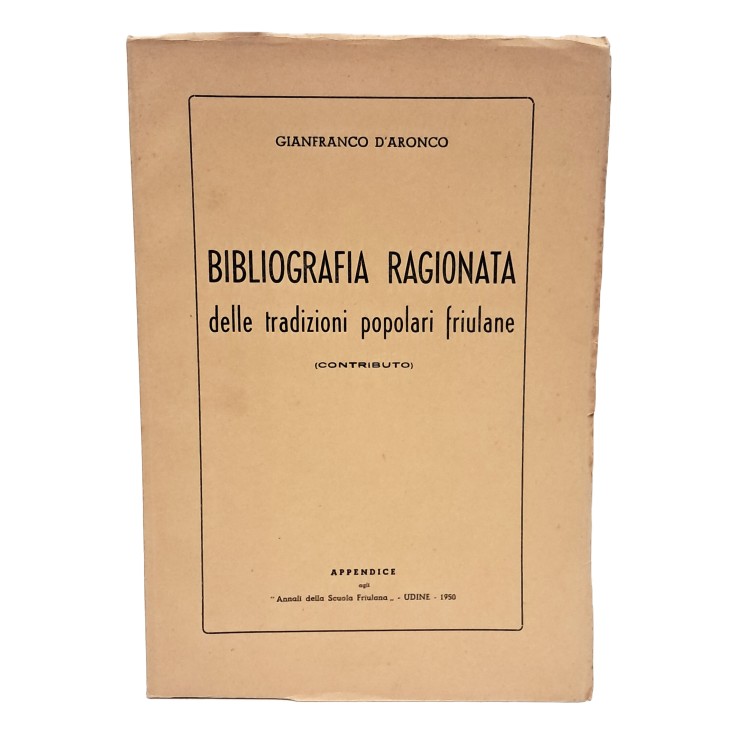 GIANFRANCO D'ARONCO
BIBLIOGRAFIA RAGIONATA
delle tradizioni popolari friulane
(CONTRIBUTO)
APPENDICE
agli
"Annali della Scuola Friulana„ - UDINE - 1950